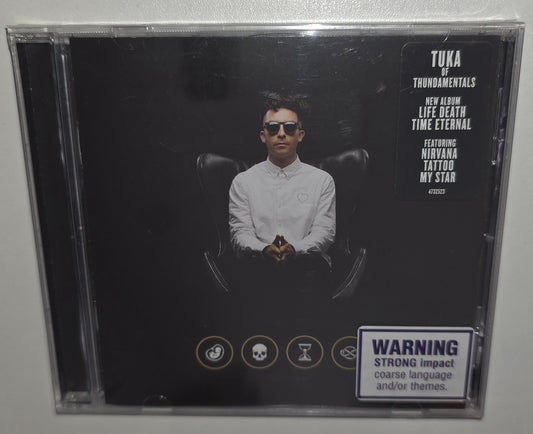 TUKA
OF
THUNDAMENTALS
NEW ALBUM
LIFE DEATH
TIME ETERNAL
FEATURING
NIRVANA
TATTOO
MY STAR
4732523
WARNING
STRONG impact
coarse language
and/or themes.